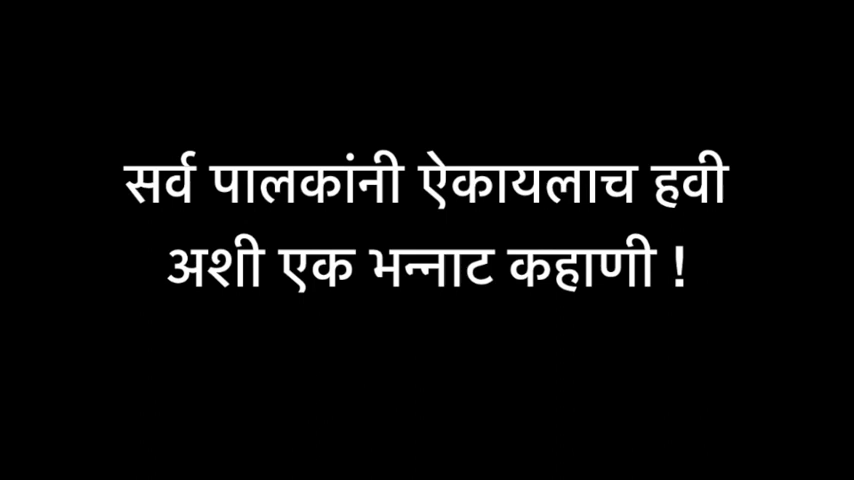 सर्व पालकांनी ऐकायलाच हवी
अशी एक भन्नाट कहाणी !